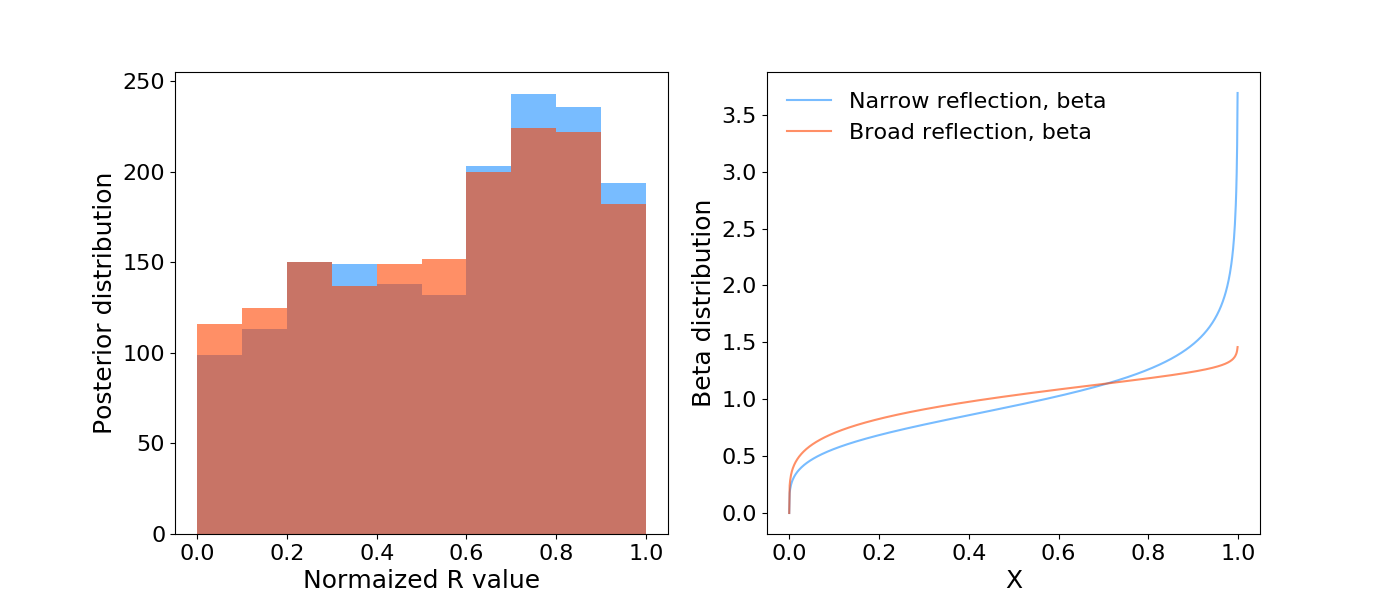 250
200
150
100
50
0
Posterior distribution
0.0 0.2 0.4 0.6 0.8 1.0
Normaized R value
Narrow reflection, beta
Broad reflection, beta
3.5
3.0
2.5
2.0
1.5
1.0
0.5
0.0
Beta distribution
0.0 0.2 0.4 0.6 0.8 1.0
X